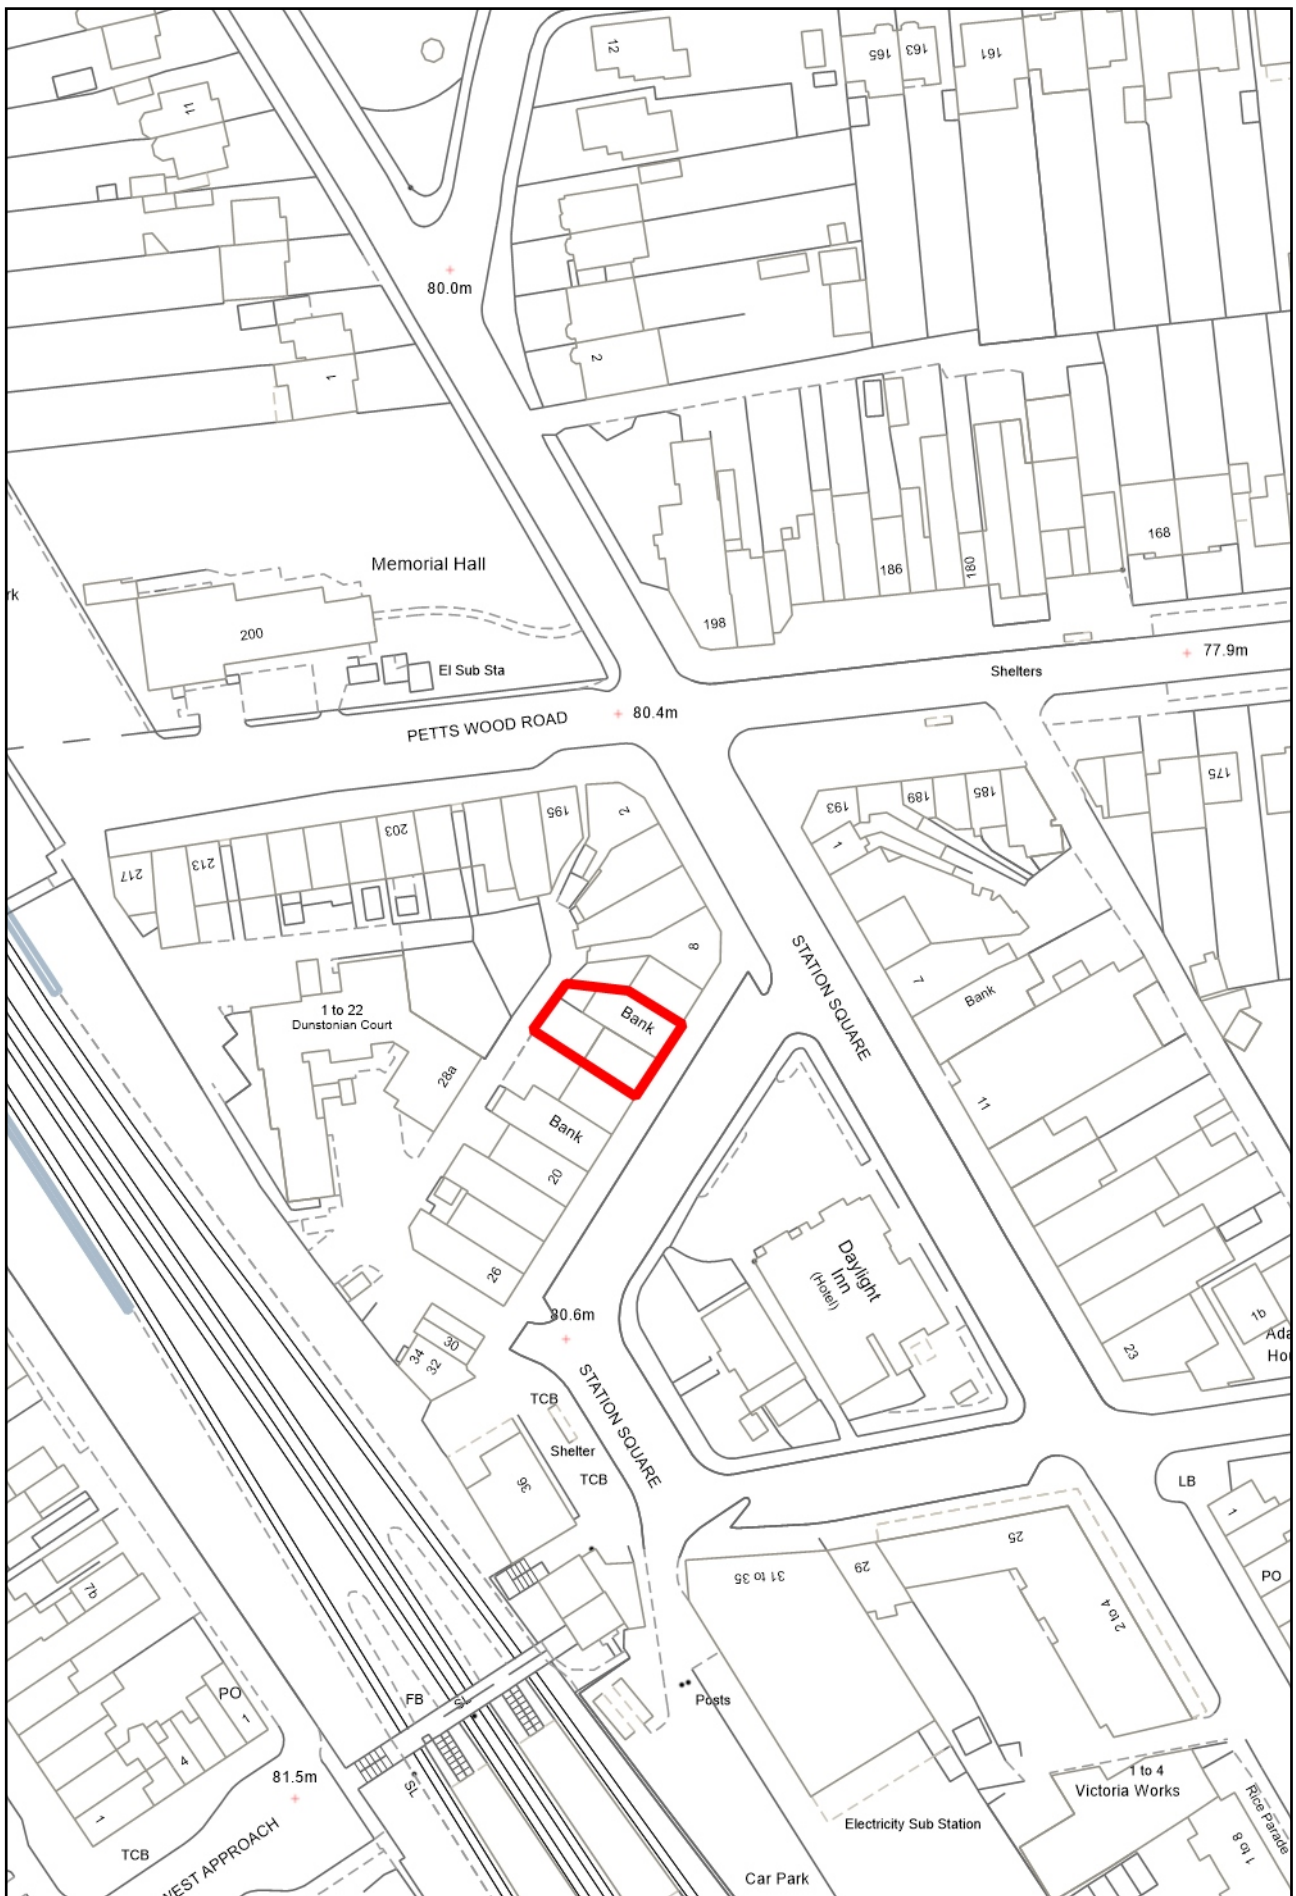 12
165
163
161
11
80.0m
2
1
Memorial Hall
168
186
180
rk
200
198
El Sub Sta
77.9m
Shelters
PETTS WOOD ROAD
80.4m
175
195
2
193
189
185
203
1
213
217
8
STATION SQUARE
7
Bank
1 to 22
Dunstonian Court
Bank
28a
11
Bank
20
Daylight
Inn
(Hotel)
26
80.6m
1b
Ada
Ho
23
30
34
32
STATION SQUARE
TCB
Shelter
TCB
36
LB
1
25
31 to 35
29
PO
7b
2 to 4
PO
1
FB
Posts
4
81.5m
SL
1 to 4
Victoria Works
Rice Parade
1
Electricity Sub Station
1 to 8
TCB
WEST APPROACH
Car Park